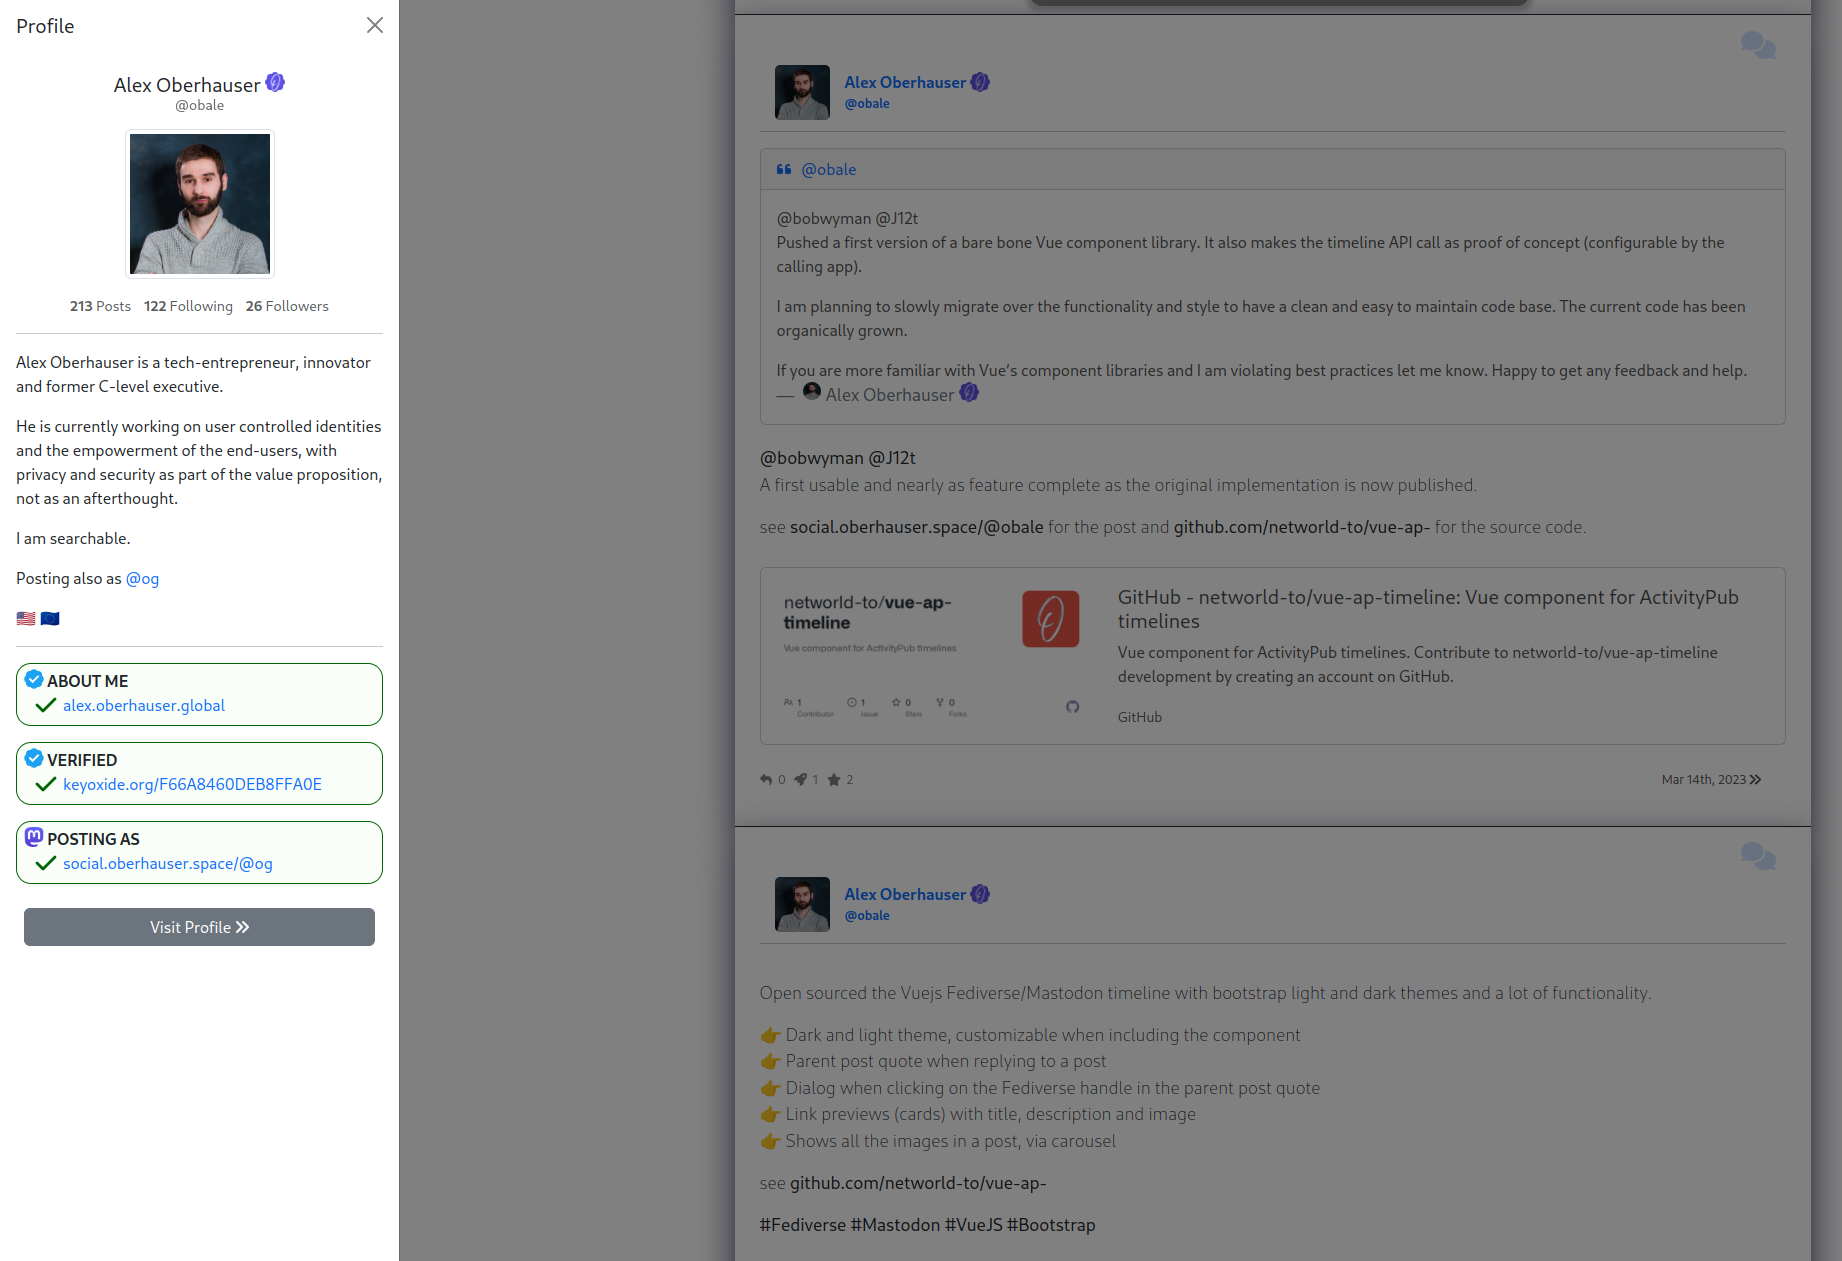 Profile
Alex Oberhauser
@obale
213 Posts 122 Following 26 Followers
Alex Oberhauser is a tech-entrepreneur, innovator
and former C-level executive.
He is currently working on user controlled identities
and the empowerment of the end-users, with
privacy and security as part of the value proposition,
not as an afterthought.
I am searchable.
Posting also as @og
ABOUT ME
alex.oberhauser.global
VERIFIED
keyoxide.org/F66A8460DEB8FFA0E
POSTING AS
social.oberhauser.space/@og
Visit Profile
Alex Oberhauser
@obale
@obale
@bobwyman @J12t
Pushed a first version of a bare bone Vue component library. It also makes the timeline API call as proof of concept (configurable by the
calling app).
I am planning to slowly migrate over the functionality and style to have a clean and easy to maintain code base. The current code has been
organically grown.
If you are more familiar with Vue’s component libraries and I am violating best practices let me know. Happy to get any feedback and help.
— Alex Oberhauser
@bobwyman @J12t
A first usable and nearly as feature complete as the original implementation is now published.
see social.oberhauser.space/@obale for the post and github.com/networld-to/vue-ap- for the source code.
networld-to/vue-ap-
timeline
Vue component for ActivityPub timelines
1 Contributor
1 Issue
0 Stars
0 Forks
GitHub - networld-to/vue-ap-timeline: Vue component for ActivityPub
timelines
Vue component for ActivityPub timelines. Contribute to networld-to/vue-ap-timeline
development by creating an account on GitHub.
GitHub
0 1 2
Mar 14th, 2023
Alex Oberhauser
@obale
Open sourced the Vuejs Fediverse/Mastodon timeline with bootstrap light and dark themes and a lot of functionality.
👉 Dark and light theme, customizable when including the component
👉 Parent post quote when replying to a post
👉 Dialog when clicking on the Fediverse handle in the parent post quote
👉 Link previews (cards) with title, description and image
👉 Shows all the images in a post, via carousel
see github.com/networld-to/vue-ap-
#Fediverse #Mastodon #VueJS #Bootstrap